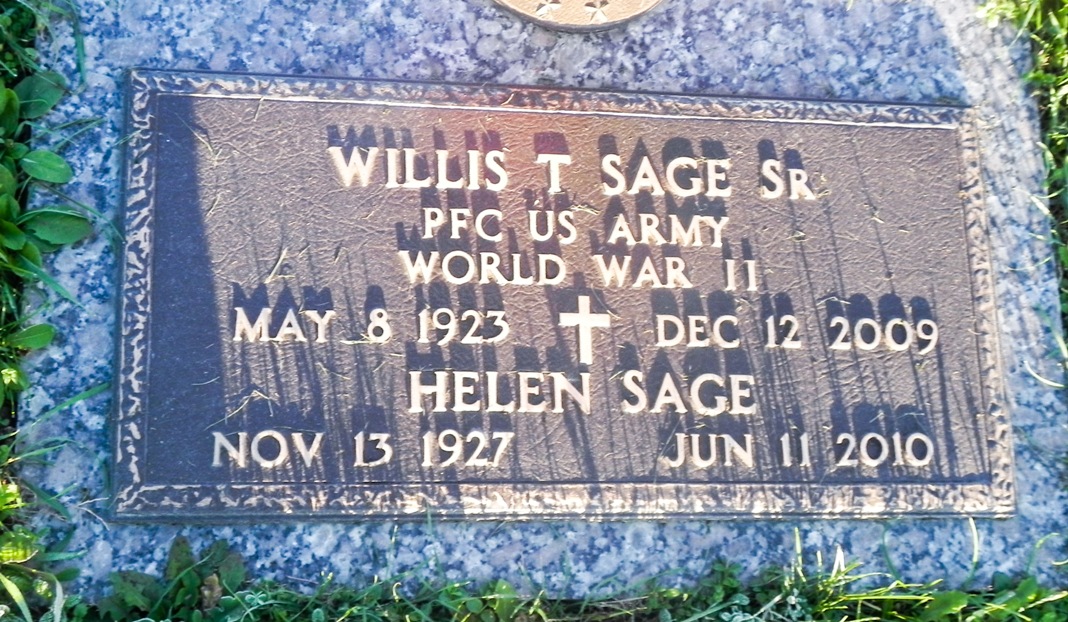 WILLIS T SAGE SR
PFC US ARMY
WORLD WAR II
MAY 8 1923 DEC 12 2009
HELEN SAGE
NOV 13 1927 JUN 11 2010